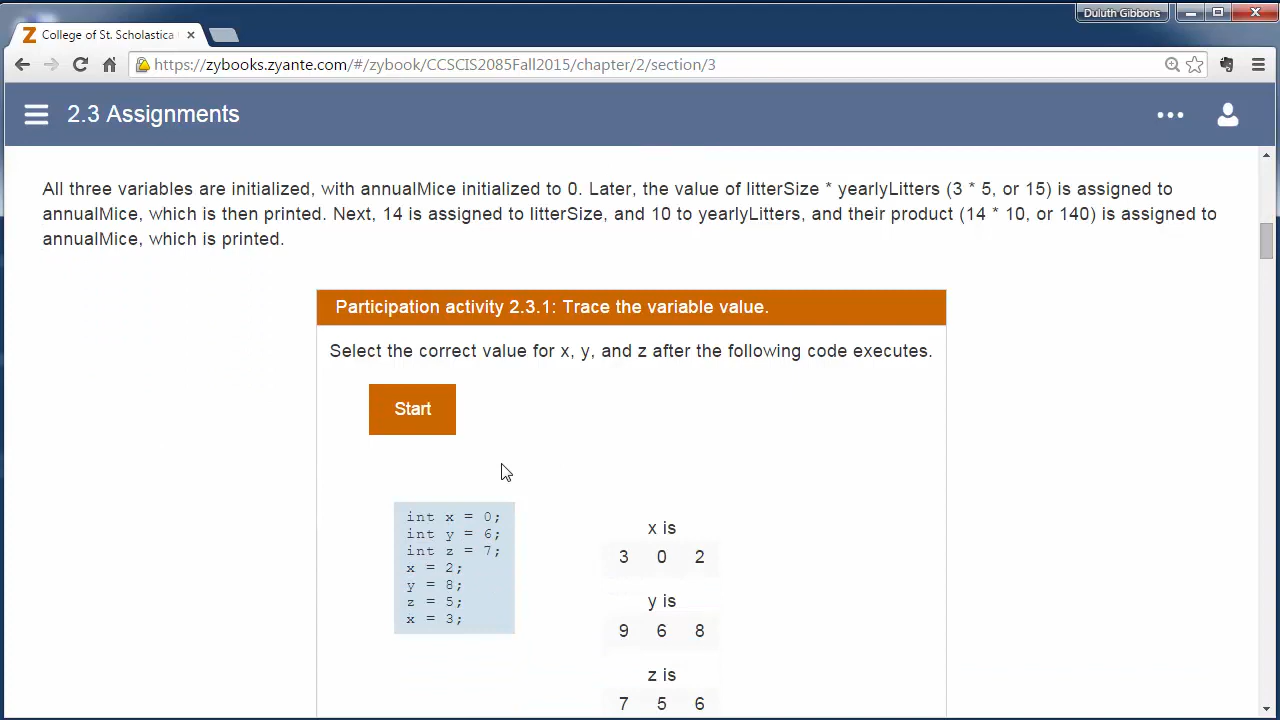 Duluth Gibbons
College of St. Scholastica
https://zybooks.zyante.com/#/zybook/CCSCIS2085Fall2015/chapter/2/section/3
2.3 Assignments
All three variables are initialized, with annualMice initialized to 0. Later, the value of litterSize * yearlyLitters (3 * 5, or 15) is assigned to
annualMice, which is then printed. Next, 14 is assigned to litterSize, and 10 to yearlyLitters, and their product (14 * 10, or 140) is assigned to
annualMice, which is printed.
Participation activity 2.3.1: Trace the variable value.
Select the correct value for x, y, and z after the following code executes.
Start
int x = 0;
int y = 6;
int z = 7;
x = 2;
y = 8;
z = 5;
x = 3;
x is
3 0 2
y is
9 6 8
z is
7 5 6